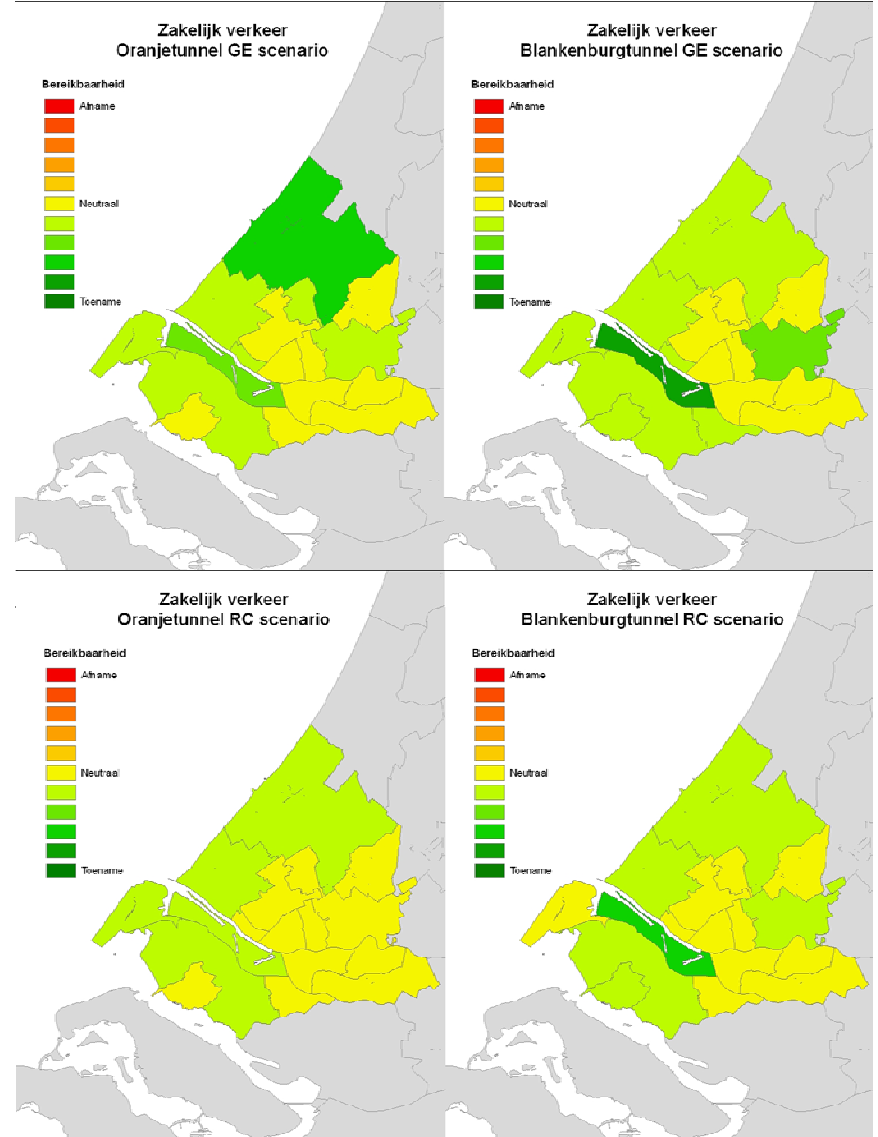 Zakelijk verkeer
Oranjetunnel GE scenario
Bereikbaarheid
Afname
Neutraal
Toename
Zakelijk verkeer
Blankenburgtunnel GE scenario
Bereikbaarheid
Afname
Neutraal
Toename
Zakelijk verkeer
Oranjetunnel RC scenario
Bereikbaarheid
Afname
Neutraal
Toename
Zakelijk verkeer
Blankenburgtunnel RC scenario
Bereikbaarheid
Afname
Neutraal
Toename